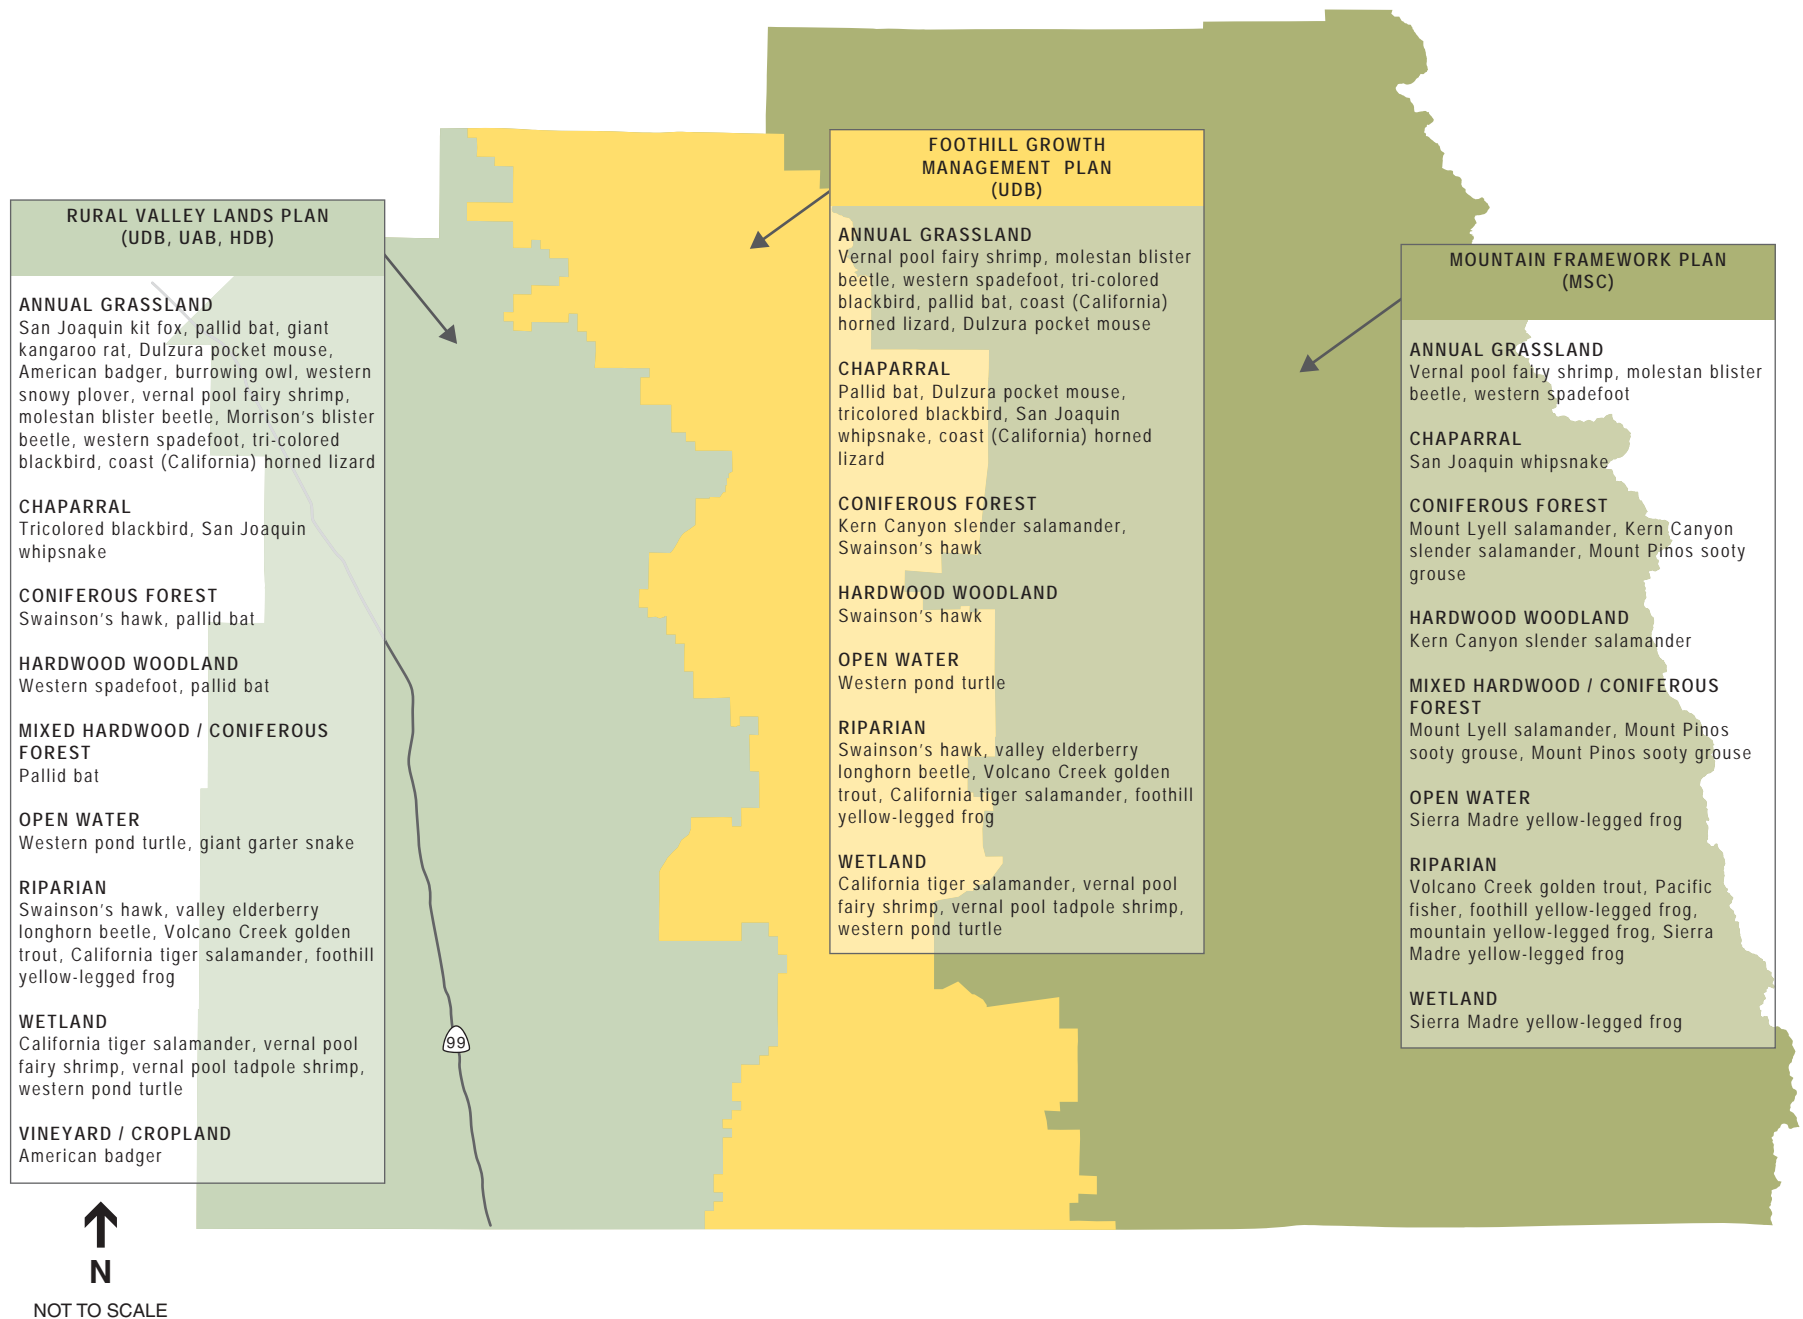 RURAL VALLEY LANDS PLAN
(UDB, UAB, HDB)
ANNUAL GRASSLAND
San Joaquin kit fox, pallid bat, giant
kangaroo rat, Dulzura pocket mouse,
American badger, burrowing owl, western
snowy plover, vernal pool fairy shrimp,
molestan blister beetle, Morrison's blister
beetle, western spadefoot, tri-colored
blackbird, coast (California) horned lizard
CHAPARRAL
Tricolored blackbird, San Joaquin
whipsnake
CONIFEROUS FOREST
Swainson's hawk, pallid bat
HARDWOOD WOODLAND
Western spadefoot, pallid bat
MIXED HARDWOOD / CONIFEROUS
FOREST
Pallid bat
OPEN WATER
Western pond turtle, giant garter snake
RIPARIAN
Swainson's hawk, valley elderberry
longhorn beetle, Volcano Creek golden
trout, California tiger salamander, foothill
yellow-legged frog
WETLAND
California tiger salamander, vernal pool
fairy shrimp, vernal pool tadpole shrimp,
western pond turtle
VINEYARD / CROPLAND
American badger
FOOTHILL GROWTH
MANAGEMENT PLAN
(UDB)
ANNUAL GRASSLAND
Vernal pool fairy shrimp, molestan blister
beetle, western spadefoot, tri-colored
blackbird, pallid bat, coast (California)
horned lizard, Dulzura pocket mouse
CHAPARRAL
Pallid bat, Dulzura pocket mouse,
tricolored blackbird, San Joaquin
whipsnake, coast (California) horned
lizard
CONIFEROUS FOREST
Kern Canyon slender salamander,
Swainson's hawk
HARDWOOD WOODLAND
Swainson's hawk
OPEN WATER
Western pond turtle
RIPARIAN
Swainson's hawk, valley elderberry
longhorn beetle, Volcano Creek golden
trout, California tiger salamander, foothill
yellow-legged frog
WETLAND
California tiger salamander, vernal pool
fairy shrimp, vernal pool tadpole shrimp,
western pond turtle
MOUNTAIN FRAMEWORK PLAN
(MSC)
ANNUAL GRASSLAND
Vernal pool fairy shrimp, molestan blister
beetle, western spadefoot
CHAPARRAL
San Joaquin whipsnake
CONIFEROUS FOREST
Mount Lyell salamander, Kern Canyon
slender salamander, Mount Pinos sooty
grouse
HARDWOOD WOODLAND
Kern Canyon slender salamander
MIXED HARDWOOD / CONIFEROUS
FOREST
Mount Lyell salamander, Mount Pinos
sooty grouse, Mount Pinos sooty grouse
OPEN WATER
Sierra Madre yellow-legged frog
RIPARIAN
Volcano Creek golden trout, Pacific
fisher, foothill yellow-legged frog,
mountain yellow-legged frog, Sierra
Madre yellow-legged frog
WETLAND
Sierra Madre yellow-legged frog
99
N
NOT TO SCALE